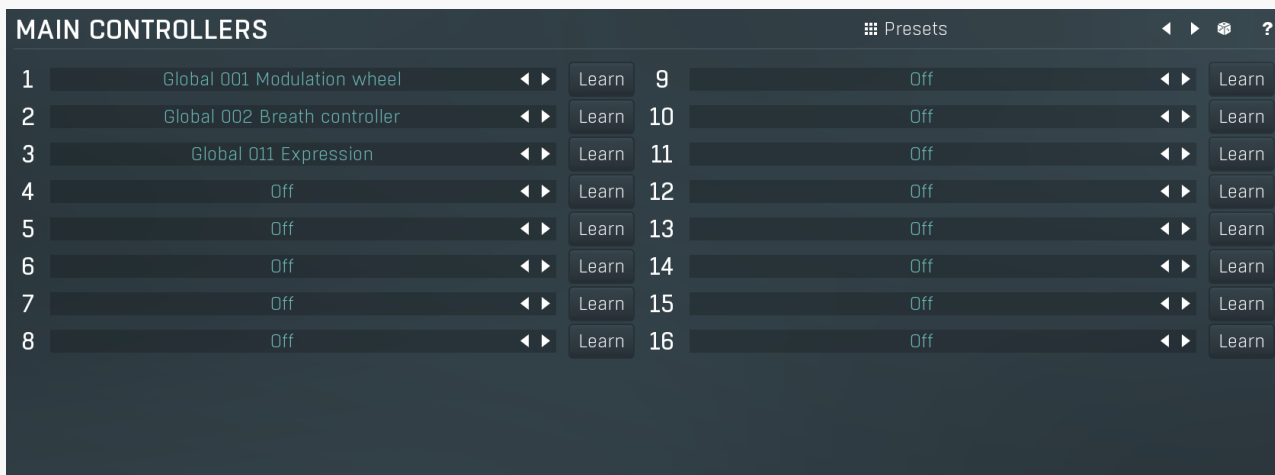 MAIN CONTROLLERS Presets ?
1 Global 001 Modulation wheel Learn 9 Off Learn
2 Global 002 Breath controller Learn 10 Off Learn
3 Global 011 Expression Learn 11 Off Learn
4 Off Learn 12 Off Learn
5 Off Learn 13 Off Learn
6 Off Learn 14 Off Learn
7 Off Learn 15 Off Learn
8 Off Learn 16 Off Learn